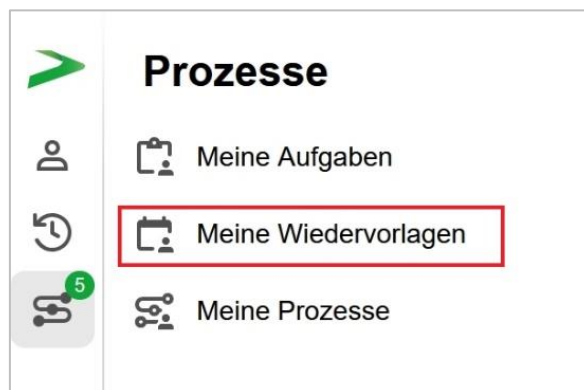 Prozesse
Meine Aufgaben
Meine Wiedervorlagen
5
Meine Prozesse